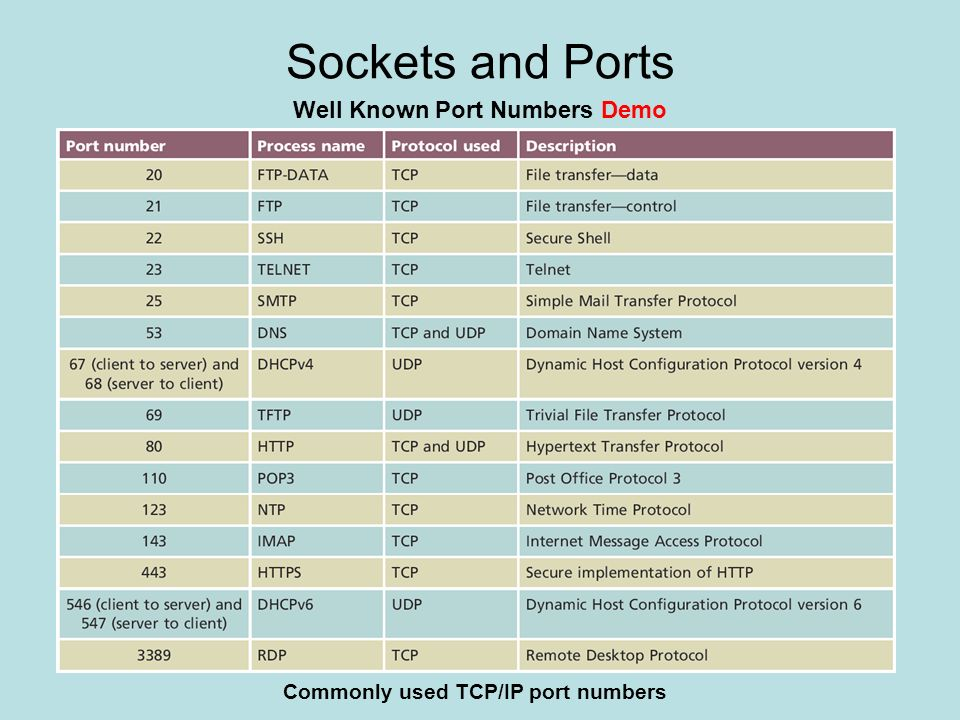 Sockets and Ports
Well Known Port Numbers Demo
Port number Process name Protocol used Description
20 FTP-DATA TCP File transfer—data
21 FTP TCP File transfer—control
22 SSH TCP Secure Shell
23 TELNET TCP Telnet
25 SMTP TCP Simple Mail Transfer Protocol
53 DNS TCP and UDP Domain Name System
67 (client to server) and DHCPv4 UDP Dynamic Host Configuration Protocol version 4
68 (server to client)
69 TFTP UDP Trivial File Transfer Protocol
80 HTTP TCP and UDP Hypertext Transfer Protocol
110 POP3 TCP Post Office Protocol 3
123 NTP TCP Network Time Protocol
143 IMAP TCP Internet Message Access Protocol
443 HTTPS TCP Secure implementation of HTTP
546 (client to server) and DHCPv6 UDP Dynamic Host Configuration Protocol version 6
547 (server to client)
3389 RDP TCP Remote Desktop Protocol
Commonly used TCP/IP port numbers